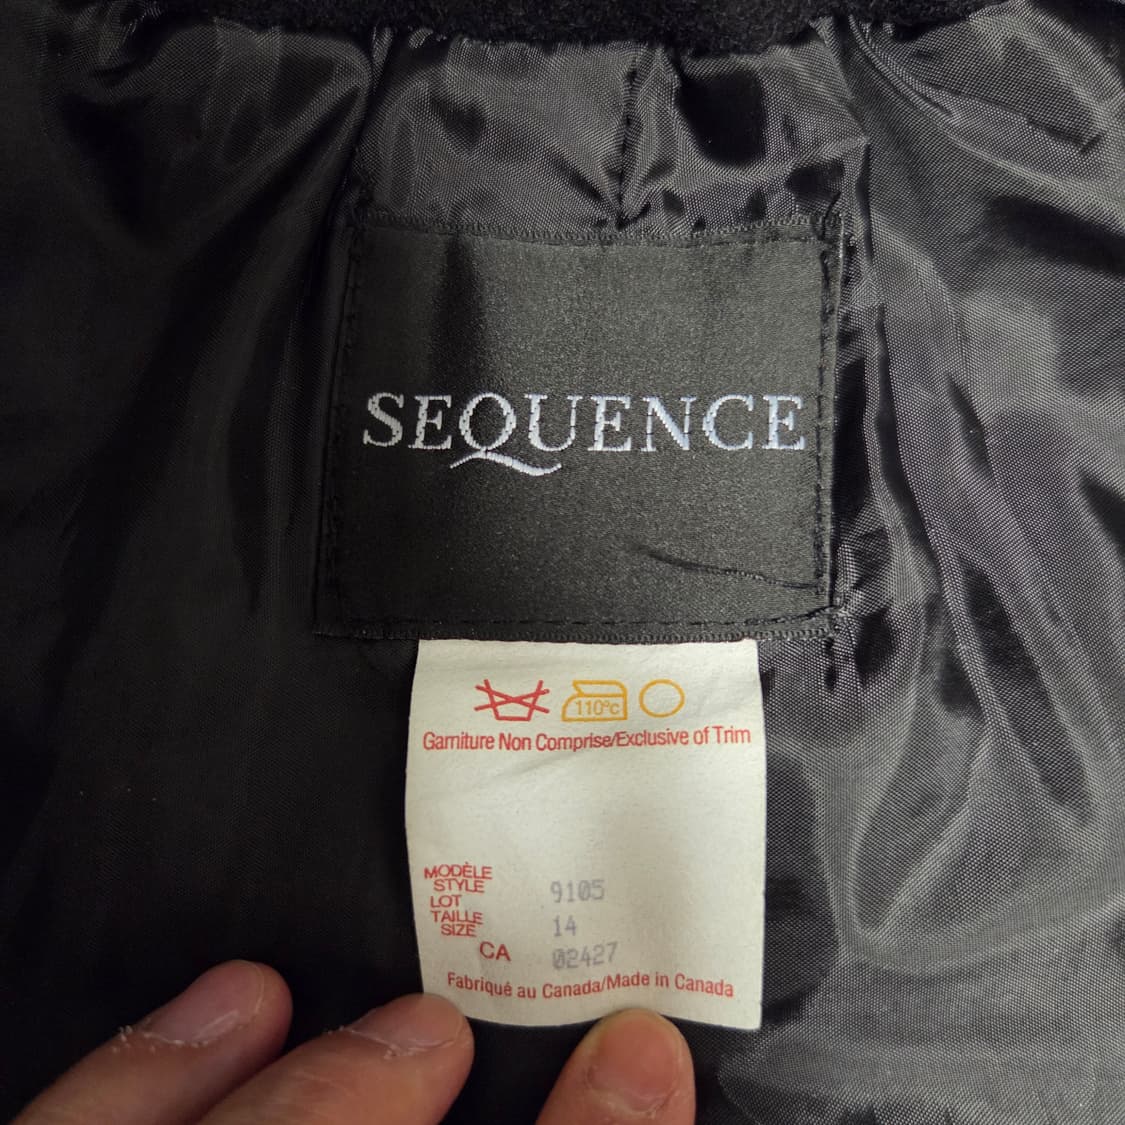 SEQUENCE
110°c
Garniture Non Comprise/Exclusive of Trim
MODÈLE
STYLE 9105
LOT
TAILLE
SIZE 14
CA 02427
Fabriqué au Canada/Made in Canada